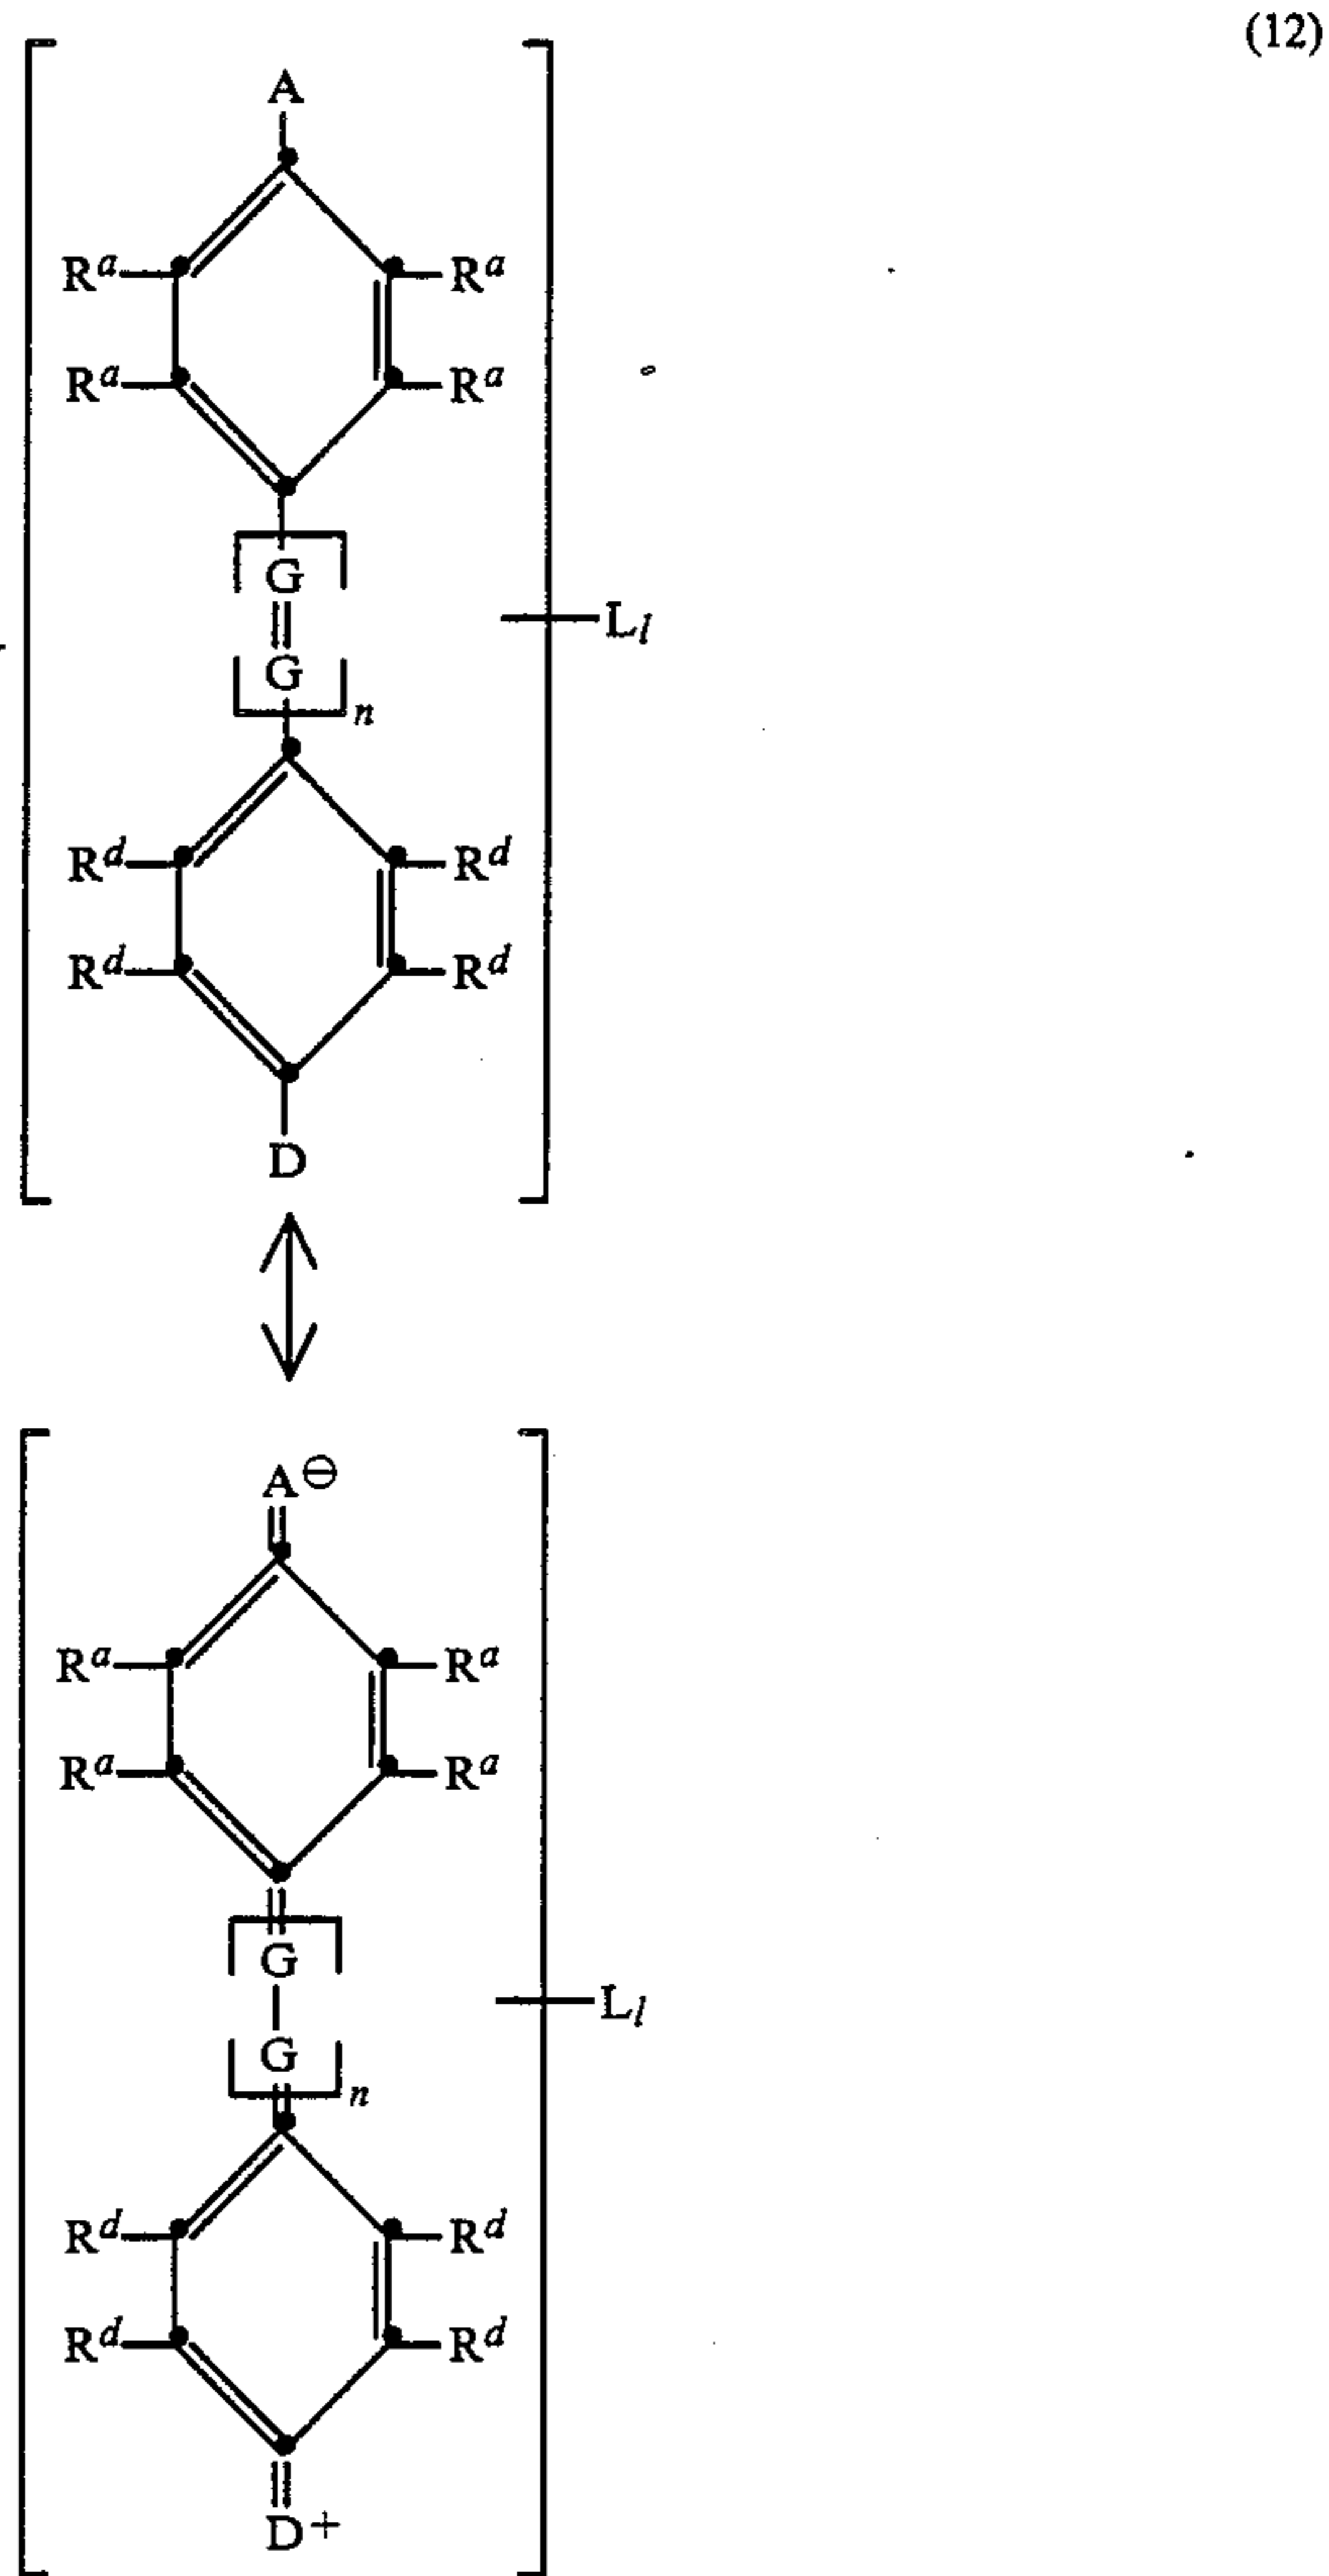 (12)
A
R^a R^a
R^a R^a
G
G
n
L_l
R^d R^d
R^d R^d
D
A⊖
R^a R^a
R^a R^a
G
G
n
L_l
R^d R^d
R^d R^d
D+